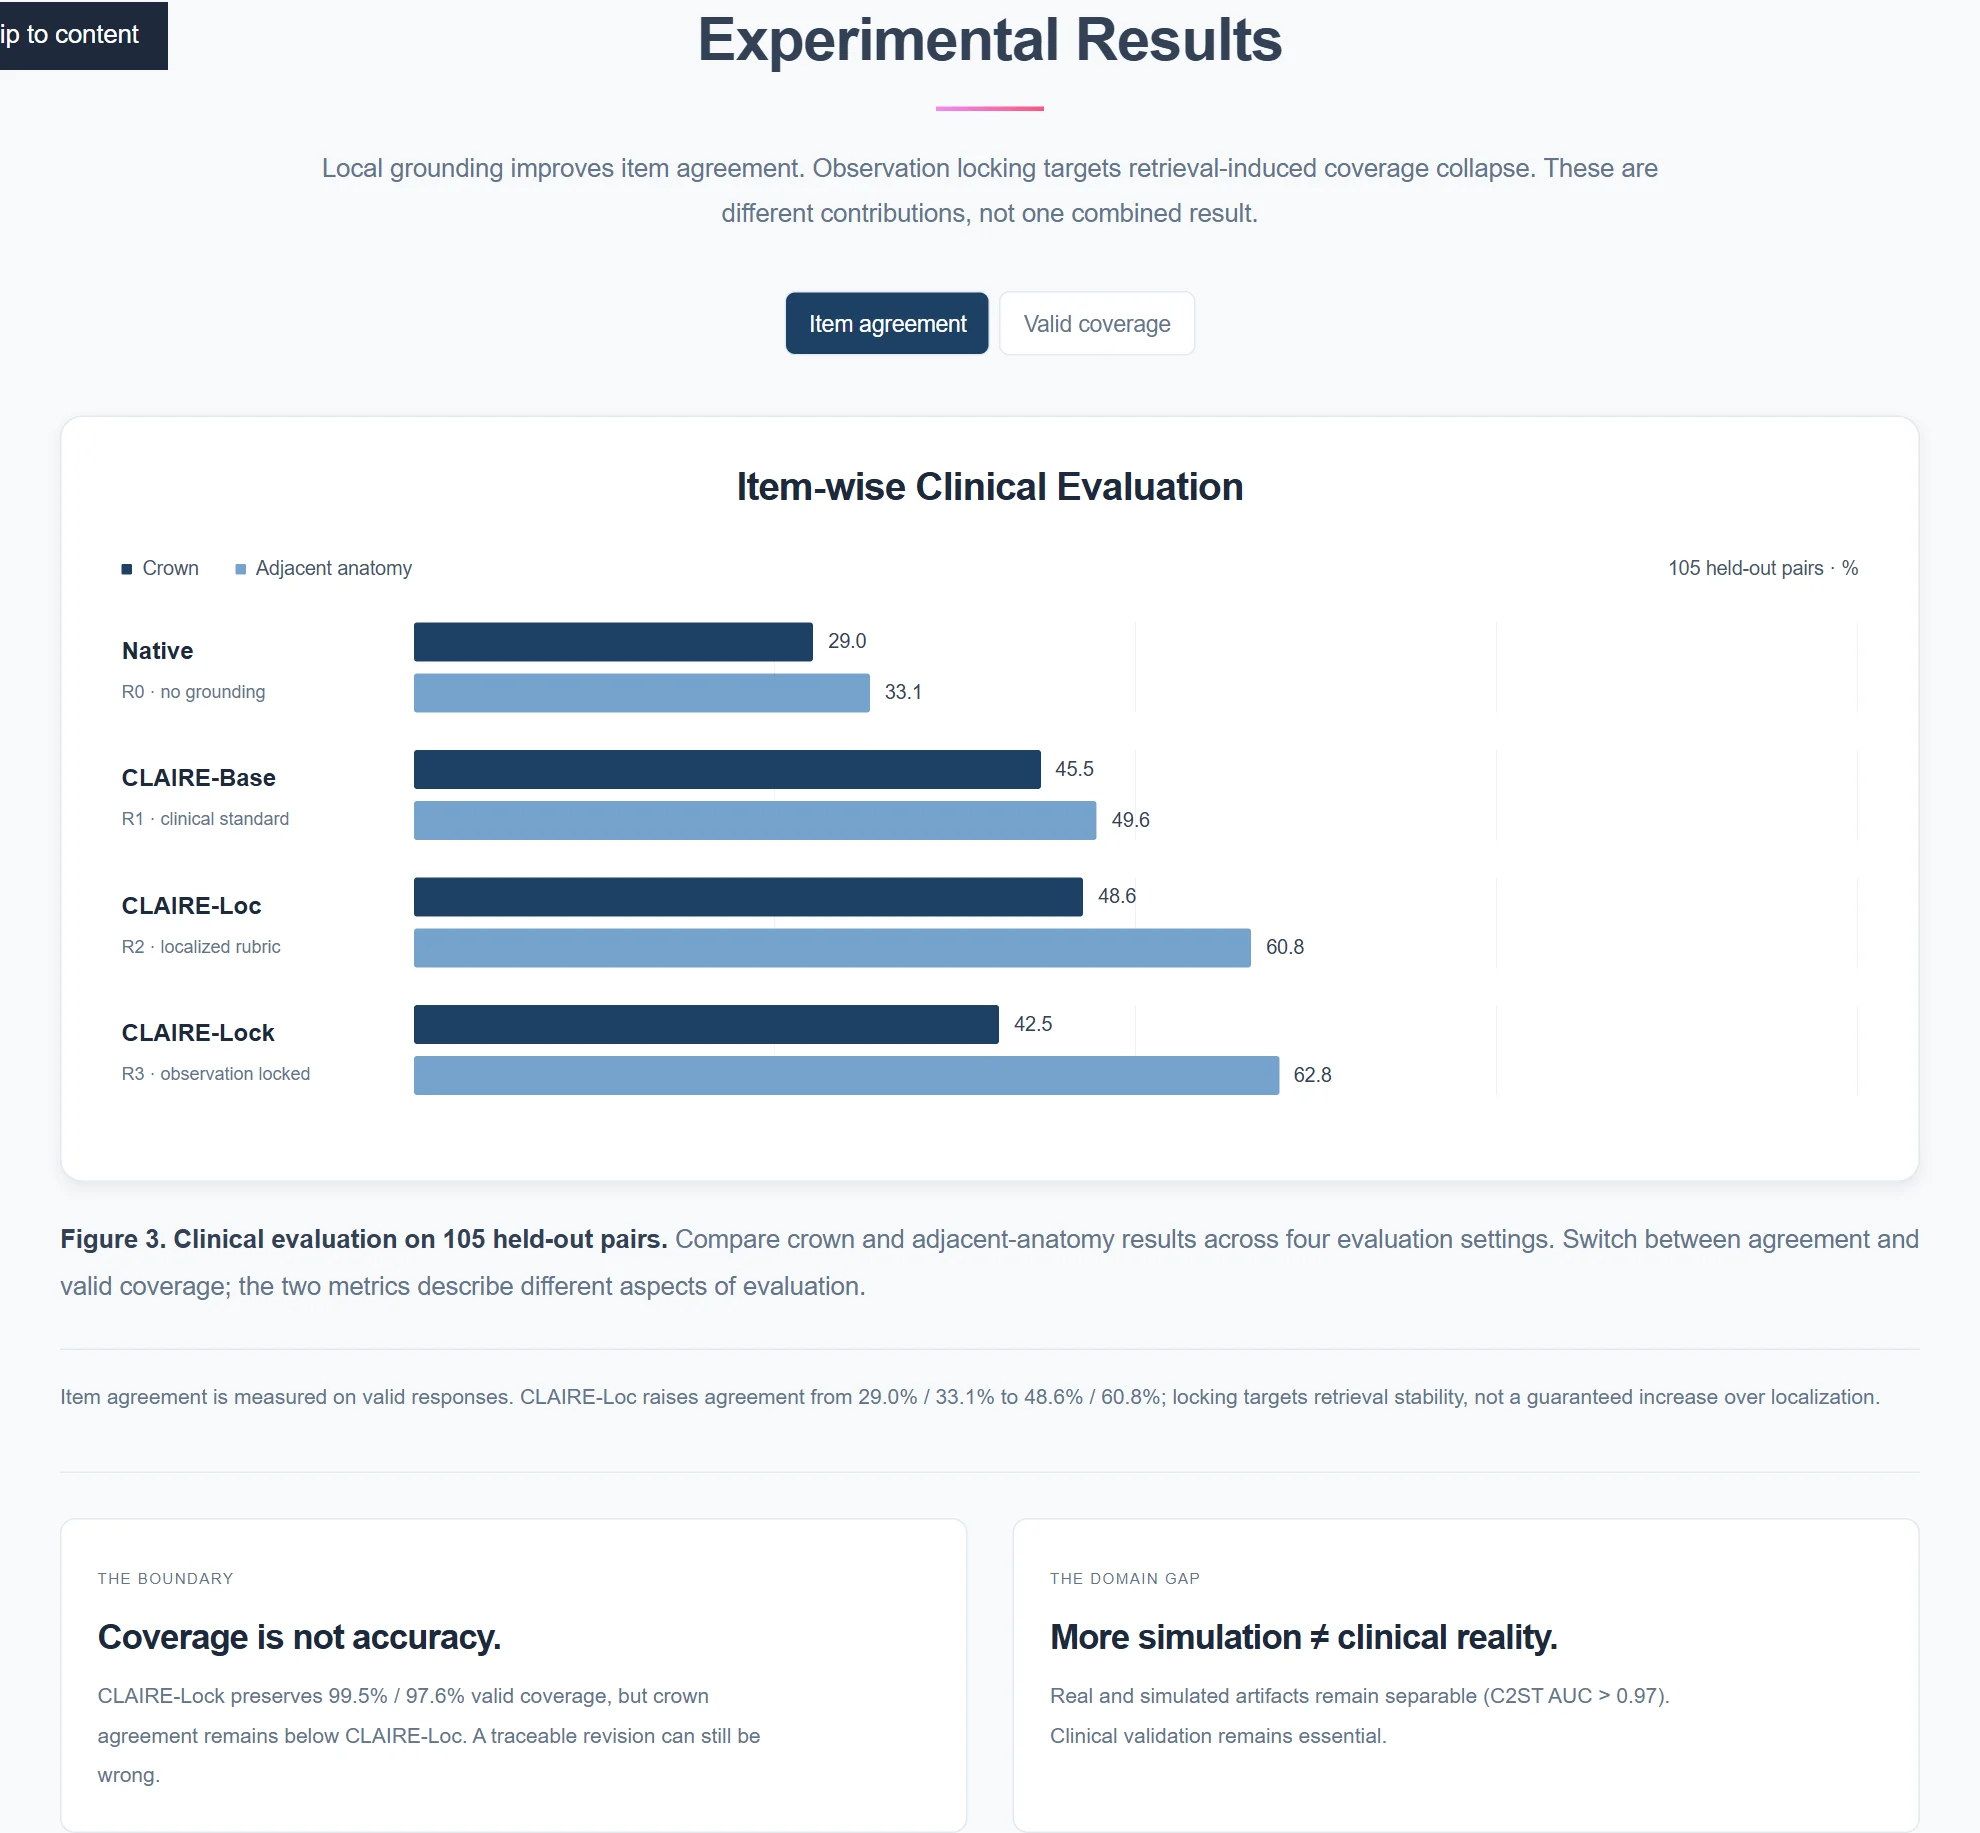 ip to content
Experimental Results
Local grounding improves item agreement. Observation locking targets retrieval-induced coverage collapse. These are
different contributions, not one combined result.
Item agreement
Valid coverage
Item-wise Clinical Evaluation
Crown
Adjacent anatomy
105 held-out pairs · %
Native
R0 · no grounding
29.0
33.1
CLAIRE-Base
R1 · clinical standard
45.5
49.6
CLAIRE-Loc
R2 · localized rubric
48.6
60.8
CLAIRE-Lock
R3 · observation locked
42.5
62.8
Figure 3. Clinical evaluation on 105 held-out pairs. Compare crown and adjacent-anatomy results across four evaluation settings. Switch between agreement and
valid coverage; the two metrics describe different aspects of evaluation.
Item agreement is measured on valid responses. CLAIRE-Loc raises agreement from 29.0% / 33.1% to 48.6% / 60.8%; locking targets retrieval stability, not a guaranteed increase over localization.
THE BOUNDARY
Coverage is not accuracy.
CLAIRE-Lock preserves 99.5% / 97.6% valid coverage, but crown
agreement remains below CLAIRE-Loc. A traceable revision can still be
wrong.
THE DOMAIN GAP
More simulation ≠ clinical reality.
Real and simulated artifacts remain separable (C2ST AUC > 0.97).
Clinical validation remains essential.